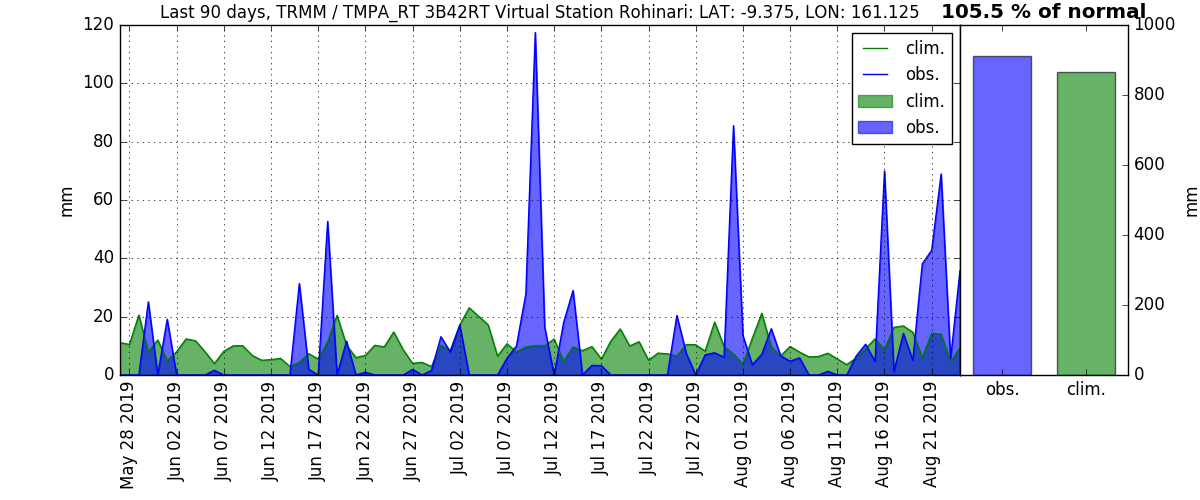 Last 90 days, TRMM / TMPA_RT 3B42RT Virtual Station Rohinari: LAT: -9.375, LON: 161.125
105.5 % of normal
120
100
80
60
40
20
0
mm
clim.
obs.
clim.
obs.
1000
800
600
400
200
0
mm
obs.
clim.
May 28 2019
Jun 02 2019
Jun 07 2019
Jun 12 2019
Jun 17 2019
Jun 22 2019
Jun 27 2019
Jul 02 2019
Jul 07 2019
Jul 12 2019
Jul 17 2019
Jul 22 2019
Jul 27 2019
Aug 01 2019
Aug 06 2019
Aug 11 2019
Aug 16 2019
Aug 21 2019